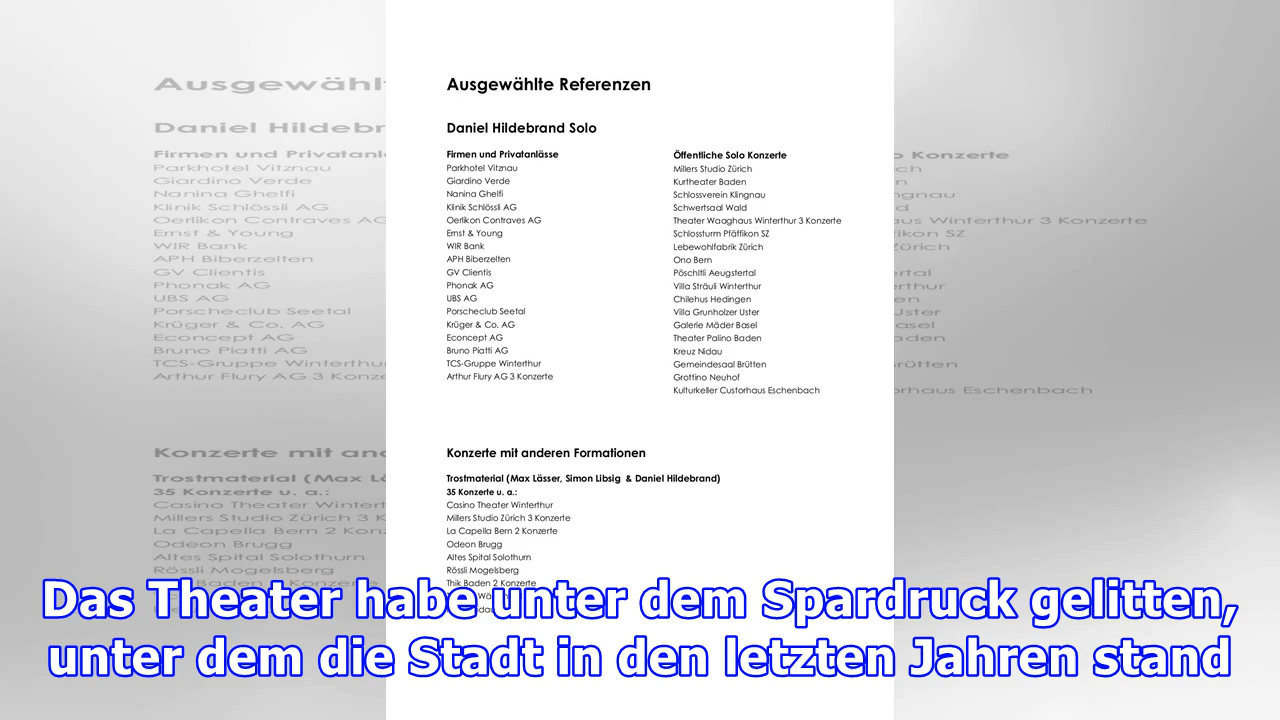 Ausgewählte Referenzen
Daniel Hildebrand Solo
Firmen und Privatanlässe
Parkhotel Vitznau
Giardino Verde
Nanina Ghelfi
Klinik Schlössli AG
Oerlikon Contraves AG
Ernst & Young
WIR Bank
APH Biberzelten
GV Clientis
Phonak AG
UBS AG
Porscheclub Seetal
Krüger & Co. AG
Econcept AG
Bruno Piatti AG
TCS-Gruppe Winterthur
Arthur Flury AG 3 Konzerte
Öffentliche Solo Konzerte
Millers Studio Zürich
Kurtheater Baden
Schlossverein Klingnau
Schwertsaal Wald
Theater Waaghaus Winterthur 3 Konzerte
Schlossturm Pfäffikon SZ
Lebewohlfabrik Zürich
Ono Bern
Pöschltli Aeugstertal
Villa Sträuli Winterthur
Chilehus Hedingen
Villa Grunholzer Uster
Galerie Mäder Basel
Theater Palino Baden
Kreuz Nidau
Gemeindesaal Brütten
Grottino Neuhof
Kulturkeller Custorhaus Eschenbach
Konzerte mit anderen Formationen
Trostmaterial (Max Lässer, Simon Libsig & Daniel Hildebrand)
35 Konzerte u. a.:
Casino Theater Winterthur
Millers Studio Zürich 3 Konzerte
La Capella Bern 2 Konzerte
Odeon Brugg
Altes Spital Solothurn
Rössli Mogelsberg
Thik Baden 2 Konzerte
Das Theater habe unter dem Spardruck gelitten,
unter dem die Stadt in den letzten Jahren stand